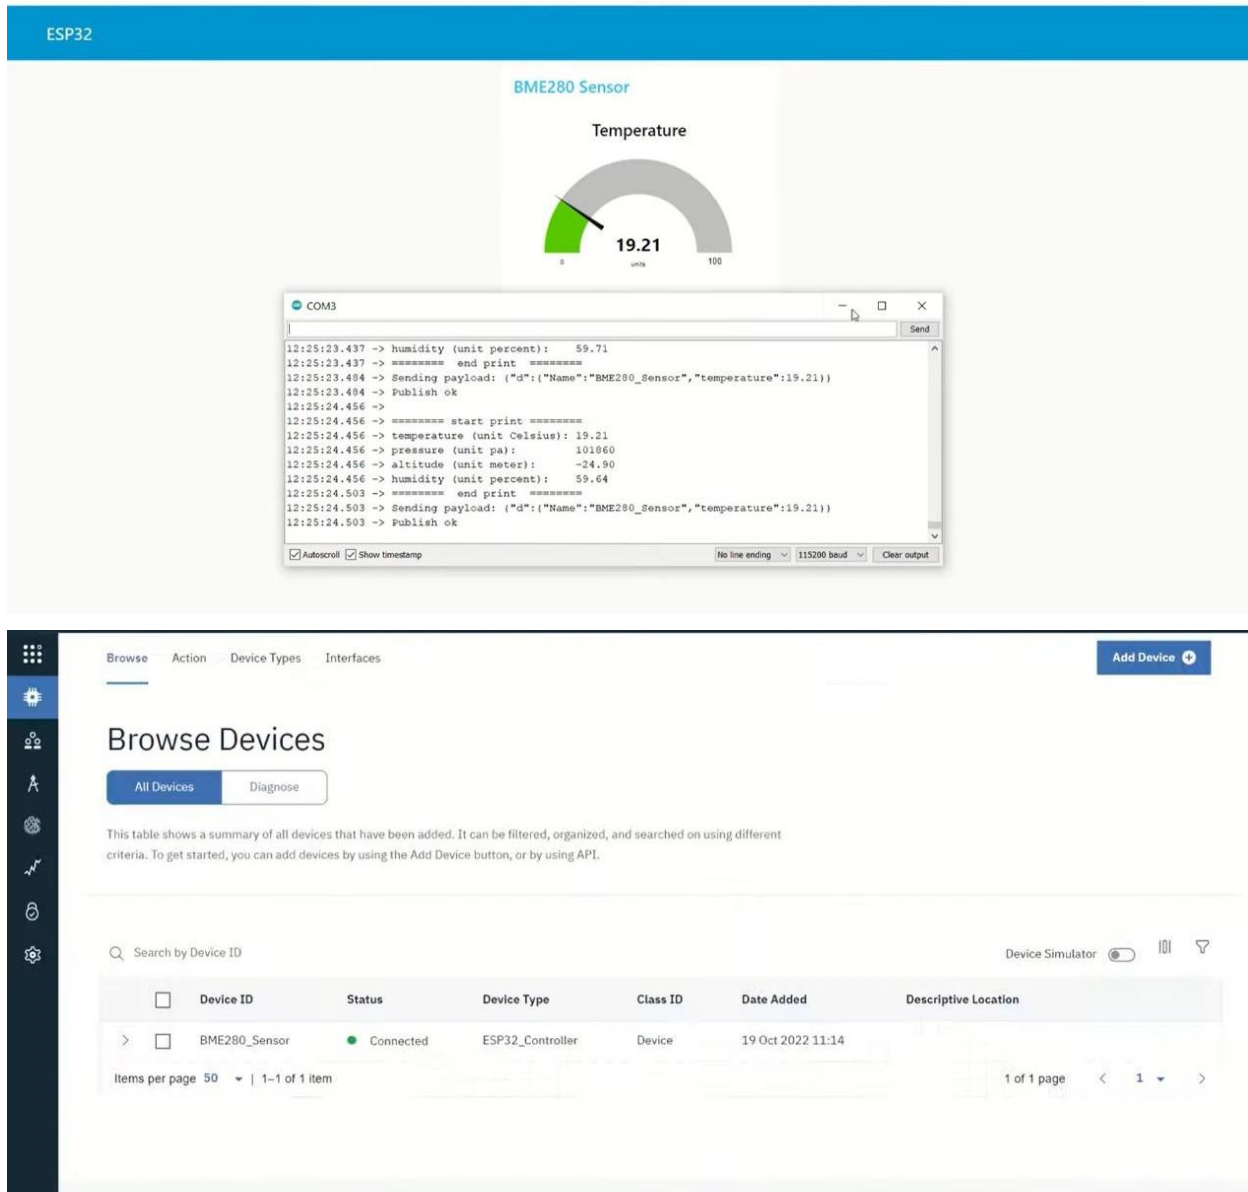 ESP32
BME280 Sensor
Temperature
19.21
0 units 100
COM3
Send
12:25:23.437 -> humidity (unit percent): 59.71
12:25:23.437 -> ======== end print ========
12:25:23.484 -> Sending payload: {"d":{"Name":"BME280_Sensor","temperature":19.21}}
12:25:23.484 -> Publish ok
12:25:24.456 ->
12:25:24.456 -> ======== start print ========
12:25:24.456 -> temperature (unit Celsius): 19.21
12:25:24.456 -> pressure (unit pa): 101860
12:25:24.456 -> altitude (unit meter): -24.90
12:25:24.456 -> humidity (unit percent): 59.64
12:25:24.503 -> ======== end print ========
12:25:24.503 -> Sending payload: {"d":{"Name":"BME280_Sensor","temperature":19.21}}
12:25:24.503 -> Publish ok
Autoscroll Show timestamp No line ending 115200 baud Clear output
Browse Action Device Types Interfaces Add Device
Browse Devices
All Devices Diagnose
This table shows a summary of all devices that have been added. It can be filtered, organized, and searched on using different
criteria. To get started, you can add devices by using the Add Device button, or by using API.
Search by Device ID Device Simulator
Device ID Status Device Type Class ID Date Added Descriptive Location
BME280_Sensor Connected ESP32_Controller Device 19 Oct 2022 11:14
Items per page 50 | 1–1 of 1 item 1 of 1 page 1